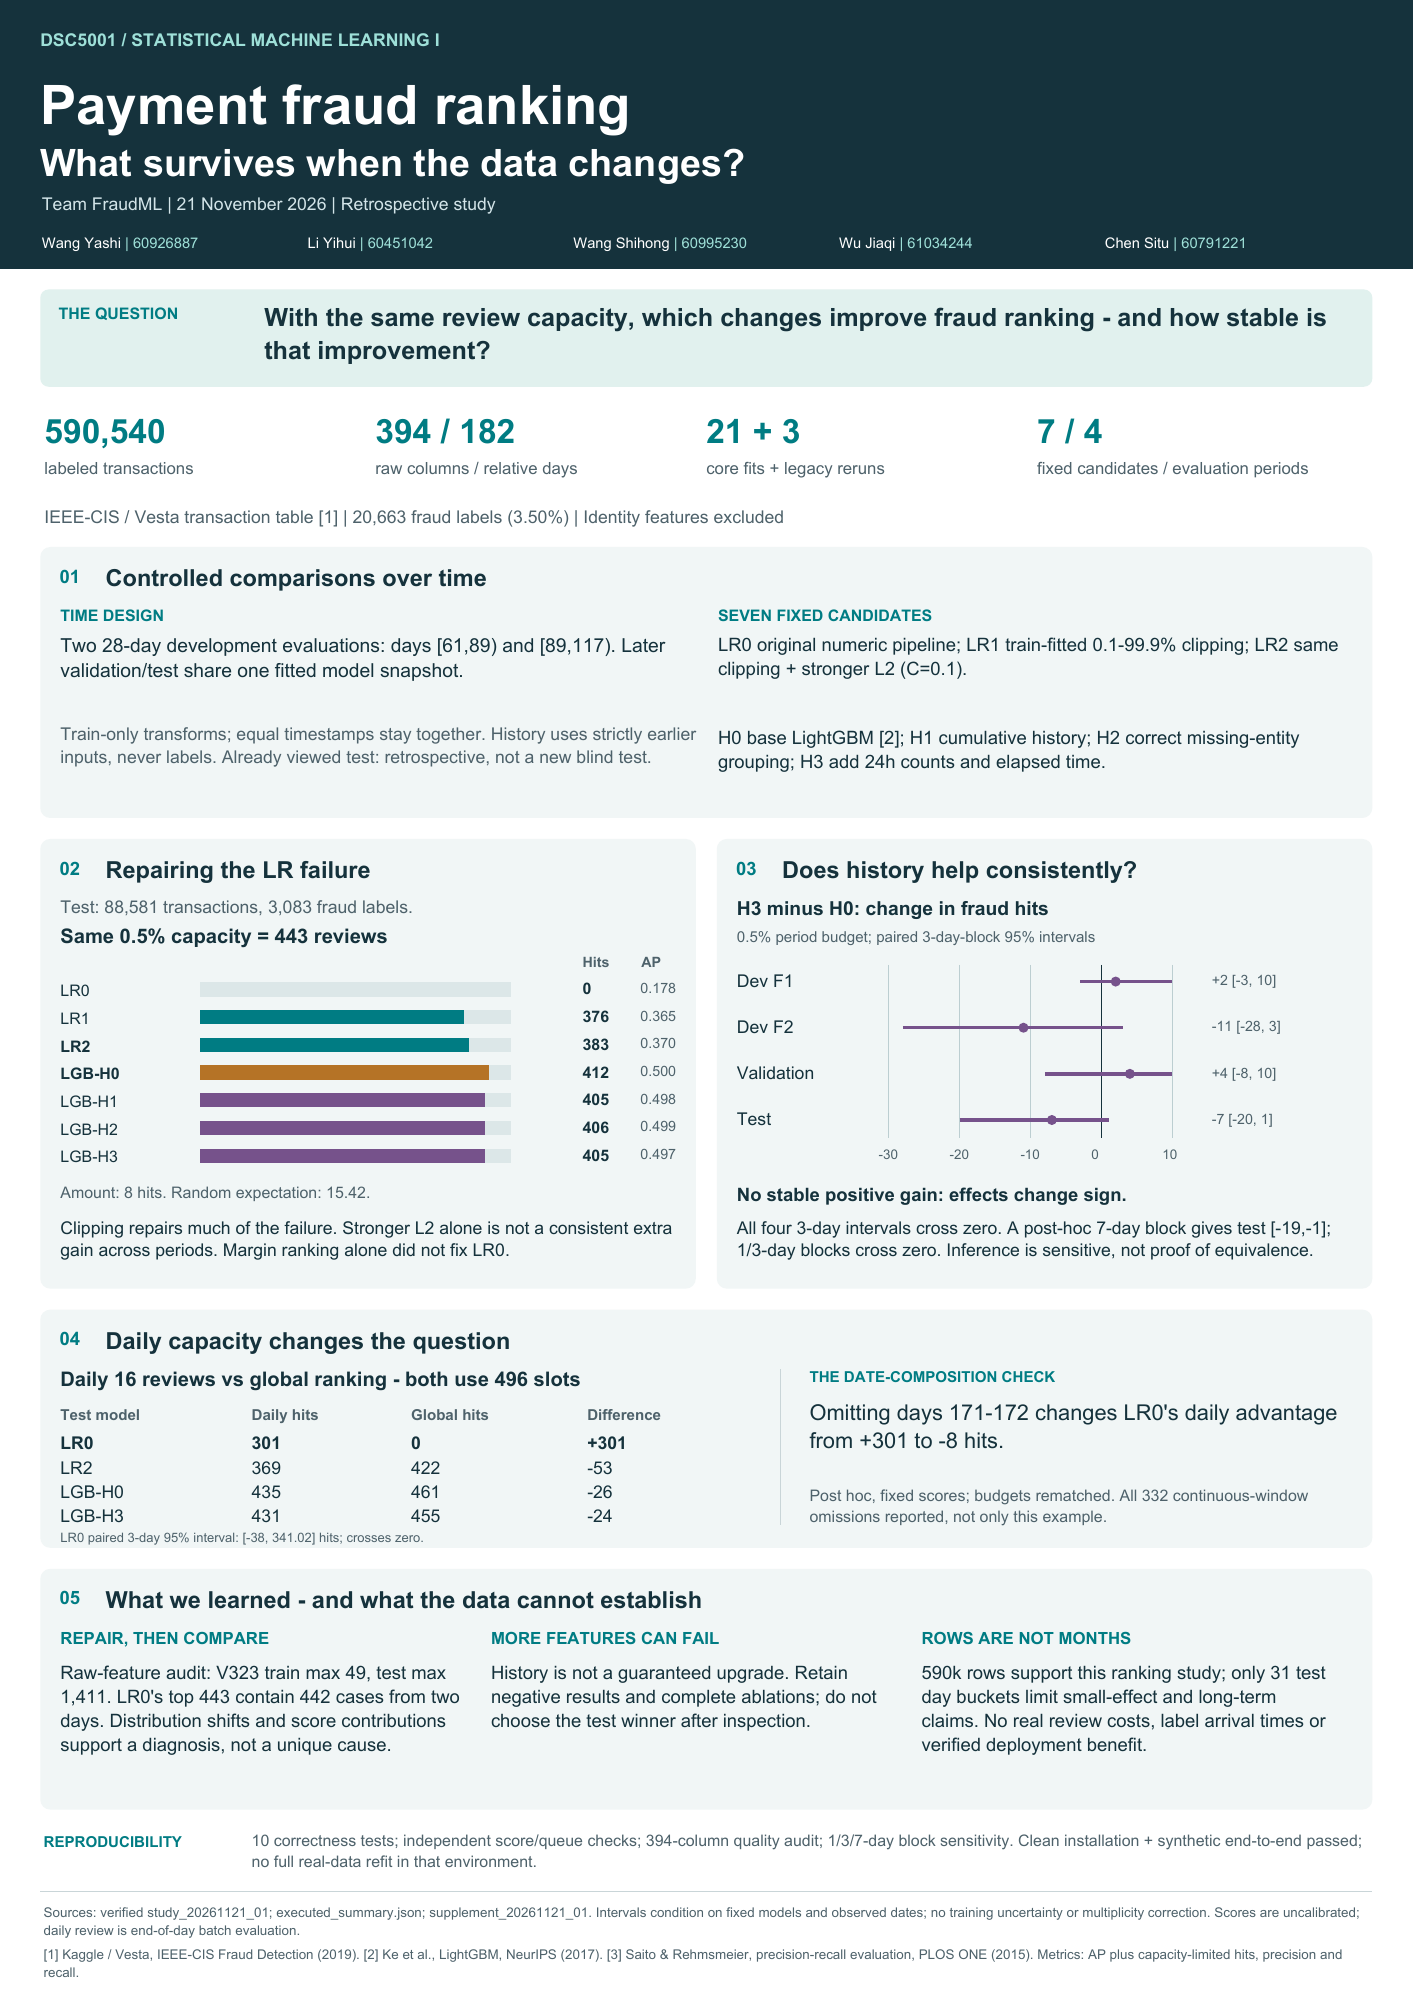 DSC5001 / STATISTICAL MACHINE LEARNING I
Payment fraud ranking
What survives when the data changes?
Team FraudML | 21 November 2026 | Retrospective study
Wang Yashi | 60926887 Li Yihui | 60451042 Wang Shihong | 60995230 Wu Jiaqi | 61034244 Chen Situ | 60791221
THE QUESTION
With the same review capacity, which changes improve fraud ranking - and how stable is
that improvement?
590,540
labeled transactions
394 / 182
raw columns / relative days
21 + 3
core fits + legacy reruns
7 / 4
fixed candidates / evaluation periods
IEEE-CIS / Vesta transaction table [1] | 20,663 fraud labels (3.50%) | Identity features excluded
01 Controlled comparisons over time
TIME DESIGN
Two 28-day development evaluations: days [61,89) and [89,117). Later
validation/test share one fitted model snapshot.
Train-only transforms; equal timestamps stay together. History uses strictly earlier
inputs, never labels. Already viewed test: retrospective, not a new blind test.
SEVEN FIXED CANDIDATES
LR0 original numeric pipeline; LR1 train-fitted 0.1-99.9% clipping; LR2 same
clipping + stronger L2 (C=0.1).
H0 base LightGBM [2]; H1 cumulative history; H2 correct missing-entity
grouping; H3 add 24h counts and elapsed time.
02 Repairing the LR failure
Test: 88,581 transactions, 3,083 fraud labels.
Same 0.5% capacity = 443 reviews
Hits AP
LR0 0 0.178
LR1 376 0.365
LR2 383 0.370
LGB-H0 412 0.500
LGB-H1 405 0.498
LGB-H2 406 0.499
LGB-H3 405 0.497
Amount: 8 hits. Random expectation: 15.42.
Clipping repairs much of the failure. Stronger L2 alone is not a consistent extra
gain across periods. Margin ranking alone did not fix LR0.
03 Does history help consistently?
H3 minus H0: change in fraud hits
0.5% period budget; paired 3-day-block 95% intervals
Dev F1 +2 [-3, 10]
Dev F2 -11 [-28, 3]
Validation +4 [-8, 10]
Test -7 [-20, 1]
-30 -20 -10 0 10
No stable positive gain: effects change sign.
All four 3-day intervals cross zero. A post-hoc 7-day block gives test [-19,-1];
1/3-day blocks cross zero. Inference is sensitive, not proof of equivalence.
04 Daily capacity changes the question
Daily 16 reviews vs global ranking - both use 496 slots
Test model Daily hits Global hits Difference
LR0 301 0 +301
LR2 369 422 -53
LGB-H0 435 461 -26
LGB-H3 431 455 -24
LR0 paired 3-day 95% interval: [-38, 341.02] hits; crosses zero.
THE DATE-COMPOSITION CHECK
Omitting days 171-172 changes LR0's daily advantage
from +301 to -8 hits.
Post hoc, fixed scores; budgets rematched. All 332 continuous-window
omissions reported, not only this example.
05 What we learned - and what the data cannot establish
REPAIR, THEN COMPARE
Raw-feature audit: V323 train max 49, test max
1,411. LR0's top 443 contain 442 cases from two
days. Distribution shifts and score contributions
support a diagnosis, not a unique cause.
MORE FEATURES CAN FAIL
History is not a guaranteed upgrade. Retain
negative results and complete ablations; do not
choose the test winner after inspection.
ROWS ARE NOT MONTHS
590k rows support this ranking study; only 31 test
day buckets limit small-effect and long-term
claims. No real review costs, label arrival times or
verified deployment benefit.
REPRODUCIBILITY
10 correctness tests; independent score/queue checks; 394-column quality audit; 1/3/7-day block sensitivity. Clean installation + synthetic end-to-end passed;
no full real-data refit in that environment.
Sources: verified study_20261121_01; executed_summary.json; supplement_20261121_01. Intervals condition on fixed models and observed dates; no training uncertainty or multiplicity correction. Scores are uncalibrated;
daily review is end-of-day batch evaluation.
[1] Kaggle / Vesta, IEEE-CIS Fraud Detection (2019). [2] Ke et al., LightGBM, NeurIPS (2017). [3] Saito & Rehmsmeier, precision-recall evaluation, PLOS ONE (2015). Metrics: AP plus capacity-limited hits, precision and
recall.